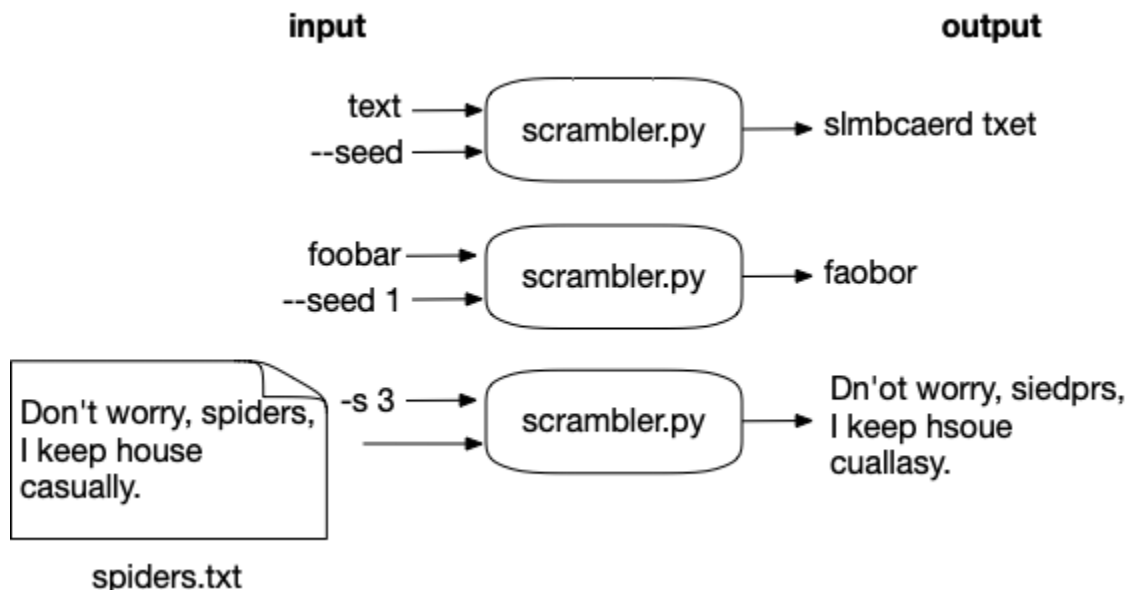 input
output
text
--seed
scrambler.py
slmbcaerd txet
foobar
--seed 1
scrambler.py
faobor
Don't worry, spiders,
I keep house
casually.
spiders.txt
-s 3
scrambler.py
Dn'ot worry, siedprs,
I keep hsoue
cuallasy.